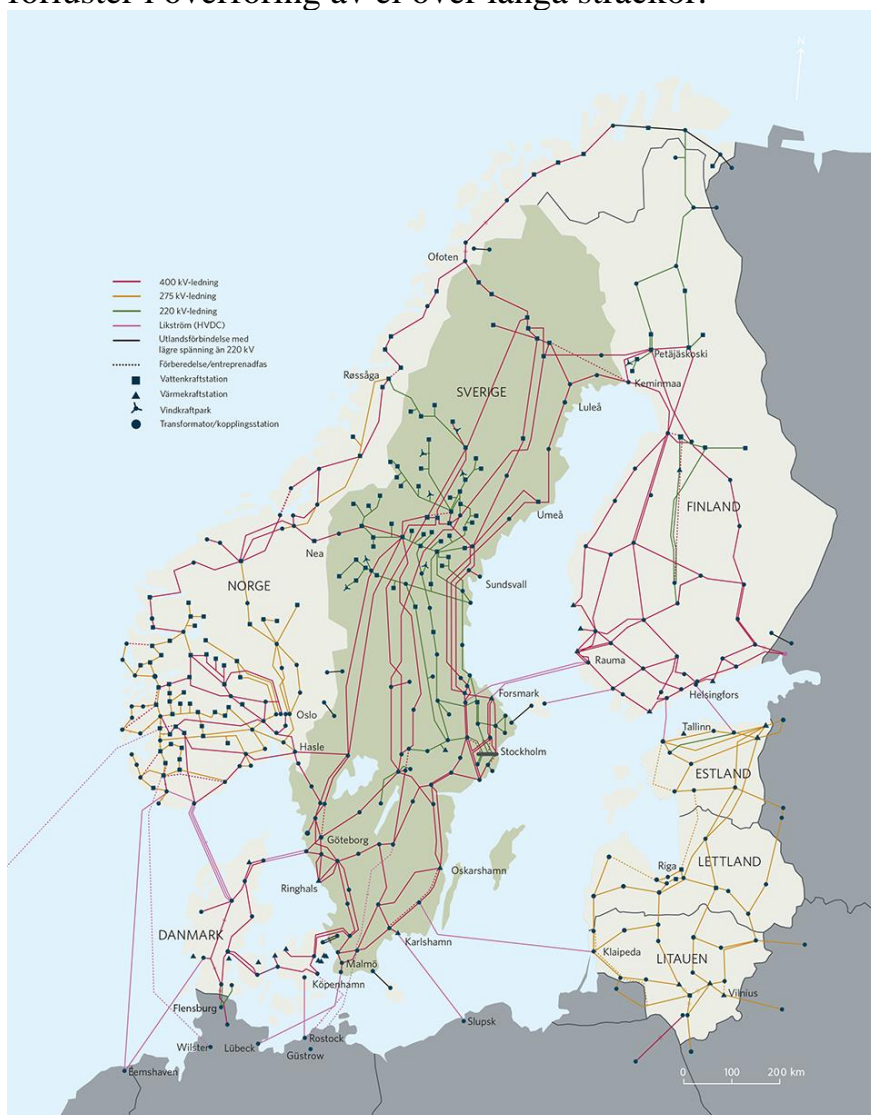 förluster i överföring av el över långa sträckor.
N
Ofoten
400 kV-ledning
275 kV-ledning
220 kV-ledning
Likström (HVDC)
Utlandsförbindelse med
lägre spänning än 220 kV
Förberedelse/entreprenadfas
Vattenkraftstation
Värmekraftstation
Vindkraftpark
Transformator/kopplingsstation
Petäjäskoski
Røssåga
Keminmaa
SVERIGE
Luleå
FINLAND
Umeå
Nea
NORGE
Sundsvall
Rauma
Forsmark
Helsingfors
Oslo
Tallinn
Hasle
Stockholm
ESTLAND
Göteborg
Riga
LETTLAND
Oskarshamn
Ringhals
DANMARK
Karlshamn
Klaipeda
LITAUEN
Malmö
Köpenhamn
Vilnius
Flensburg
Slupsk
Rostock
Wilster
Lübeck
Güstrow
Eemshaven
0 100 200 km